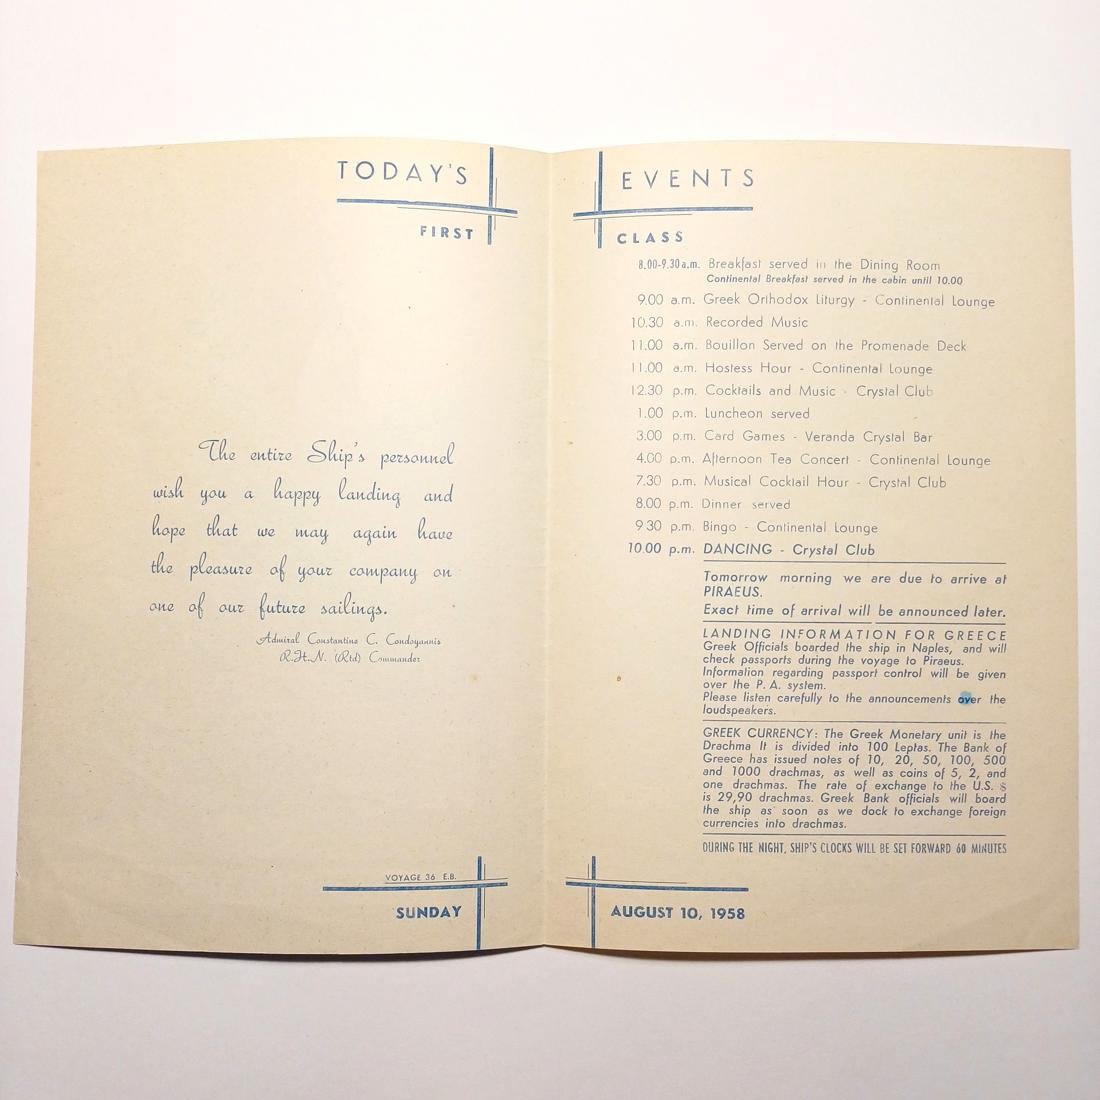 TODAY'S
FIRST
The entire Ship's personnel
wish you a happy landing and
hope that we may again have
the pleasure of your company on
one of our future sailings.
Admiral Constantine C. Condoyannis
R.H.N. (Rtd) Commander
VOYAGE 36 E.B.
SUNDAY
EVENTS
CLASS
8.00-9.30 a.m. Breakfast served in the Dining Room
Continental Breakfast served in the cabin until 10.00
9.00 a.m. Greek Orthodox Liturgy - Continental Lounge
10.30 a.m. Recorded Music
11.00 a.m. Bouillon Served on the Promenade Deck
11.00 a.m. Hostess Hour - Continental Lounge
12.30 p.m. Cocktails and Music - Crystal Club
1.00 p.m. Luncheon served
3.00 p.m. Card Games - Veranda Crystal Bar
4.00 p.m. Afternoon Tea Concert - Continental Lounge
7.30 p.m. Musical Cocktail Hour - Crystal Club
8.00 p.m. Dinner served
9 30 p.m. Bingo - Continental Lounge
10.00 p.m. DANCING - Crystal Club
Tomorrow morning we are due to arrive at
PIRAEUS.
Exact time of arrival will be announced later.
LANDING INFORMATION FOR GREECE
Greek Officials boarded the ship in Naples, and will
check passports during the voyage to Piraeus.
Information regarding passport control will be given
over the P. A. system.
Please listen carefully to the announcements over the
loudspeakers.
GREEK CURRENCY: The Greek Monetary unit is the
Drachma It is divided into 100 Leptas. The Bank of
Greece has issued notes of 10, 20, 50, 100, 500
and 1000 drachmas, as well as coins of 5, 2, and
one drachmas. The rate of exchange to the U.S. $
is 29,90 drachmas. Greek Bank officials will board
the ship as soon as we dock to exchange foreign
currencies into drachmas.
DURING THE NIGHT, SHIP'S CLOCKS WILL BE SET FORWARD 60 MINUTES
AUGUST 10, 1958